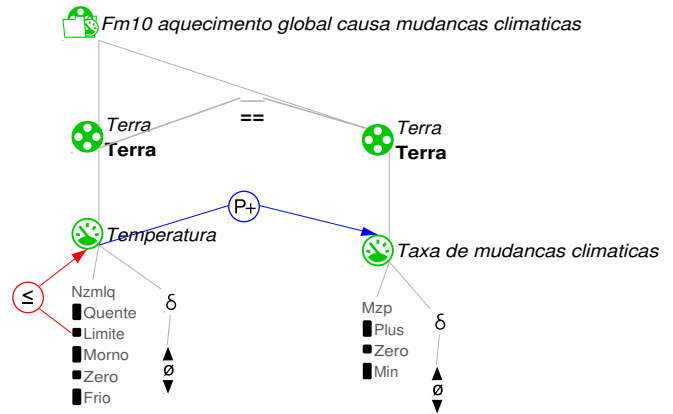 Fm10 aquecimento global causa mudancas climaticas
Terra
Terra
==
Terra
Terra
P+
Temperatura
Taxa de mudancas climaticas
≤
Nzmlq
Quente
Limite
Morno
Zero
Frio
δ
ø
Mzp
Plus
Zero
Min
δ
ø